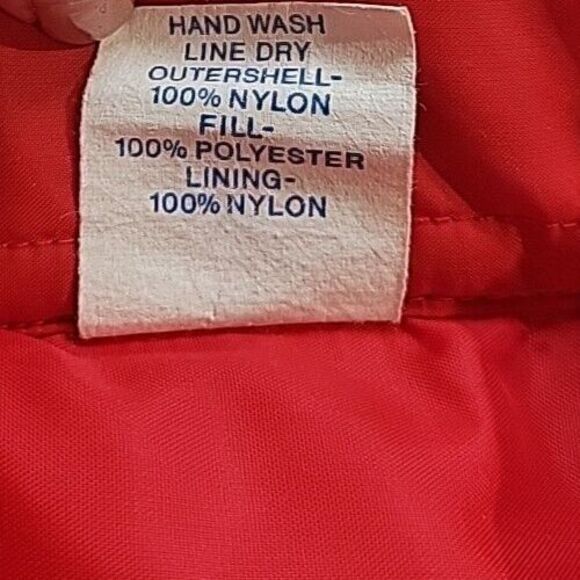 HAND WASH
LINE DRY
OUTERSHELL-
100% NYLON
FILL-
100% POLYESTER
LINING-
100% NYLON